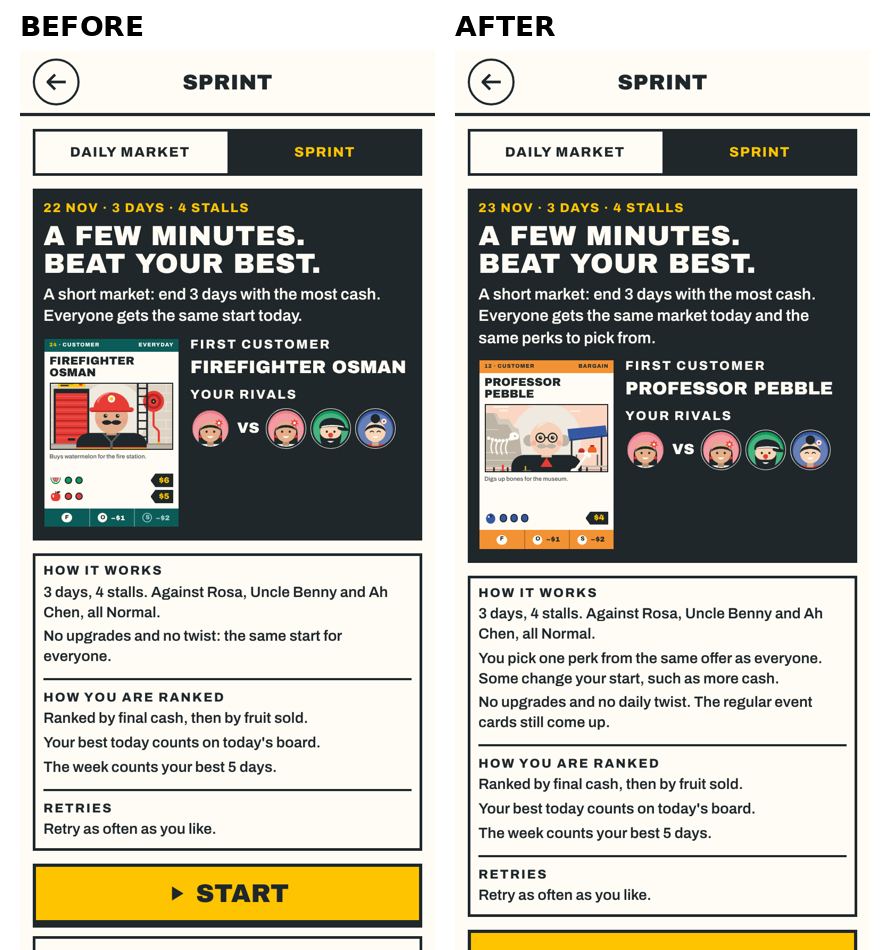 BEFORE
SPRINT
DAILY MARKET
SPRINT
22 NOV · 3 DAYS · 4 STALLS
A FEW MINUTES.
BEAT YOUR BEST.
A short market: end 3 days with the most cash.
Everyone gets the same start today.
24 · CUSTOMER
EVERYDAY
FIREFIGHTER
OSMAN
Buys watermelon for the fire station.
$6
$5
F
O −$1
S −$2
FIRST CUSTOMER
FIREFIGHTER OSMAN
YOUR RIVALS
VS
HOW IT WORKS
3 days, 4 stalls. Against Rosa, Uncle Benny and Ah
Chen, all Normal.
No upgrades and no twist: the same start for
everyone.
HOW YOU ARE RANKED
Ranked by final cash, then by fruit sold.
Your best today counts on today's board.
The week counts your best 5 days.
RETRIES
Retry as often as you like.
START
AFTER
SPRINT
DAILY MARKET
SPRINT
23 NOV · 3 DAYS · 4 STALLS
A FEW MINUTES.
BEAT YOUR BEST.
A short market: end 3 days with the most cash.
Everyone gets the same market today and the
same perks to pick from.
12 · CUSTOMER
BARGAIN
PROFESSOR
PEBBLE
Digs up bones for the museum.
$4
F
O −$1
S −$2
FIRST CUSTOMER
PROFESSOR PEBBLE
YOUR RIVALS
VS
HOW IT WORKS
3 days, 4 stalls. Against Rosa, Uncle Benny and Ah
Chen, all Normal.
You pick one perk from the same offer as everyone.
Some change your start, such as more cash.
No upgrades and no daily twist. The regular event
cards still come up.
HOW YOU ARE RANKED
Ranked by final cash, then by fruit sold.
Your best today counts on today's board.
The week counts your best 5 days.
RETRIES
Retry as often as you like.